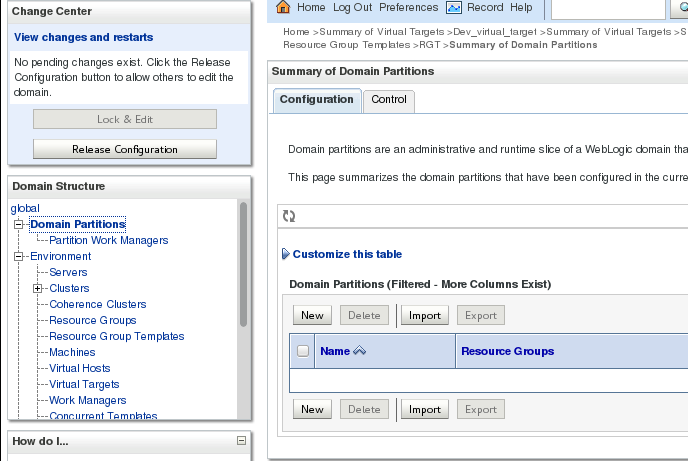 Change Center
View changes and restarts
No pending changes exist. Click the Release
Configuration button to allow others to edit the
domain.
Lock & Edit
Release Configuration
Domain Structure
global
Domain Partitions
Partition Work Managers
Environment
Servers
Clusters
Coherence Clusters
Resource Groups
Resource Group Templates
Machines
Virtual Hosts
Virtual Targets
Work Managers
Concurrent Templates
How do I...
Home Log Out Preferences Record Help
Home >Summary of Virtual Targets >Dev_virtual_target >Summary of Virtual Targets >S
Resource Group Templates >RGT >Summary of Domain Partitions
Summary of Domain Partitions
Configuration Control
Domain partitions are an administrative and runtime slice of a WebLogic domain tha
This page summarizes the domain partitions that have been configured in the curre
Customize this table
Domain Partitions (Filtered - More Columns Exist)
New Delete Import Export
Name Resource Groups
New Delete Import Export